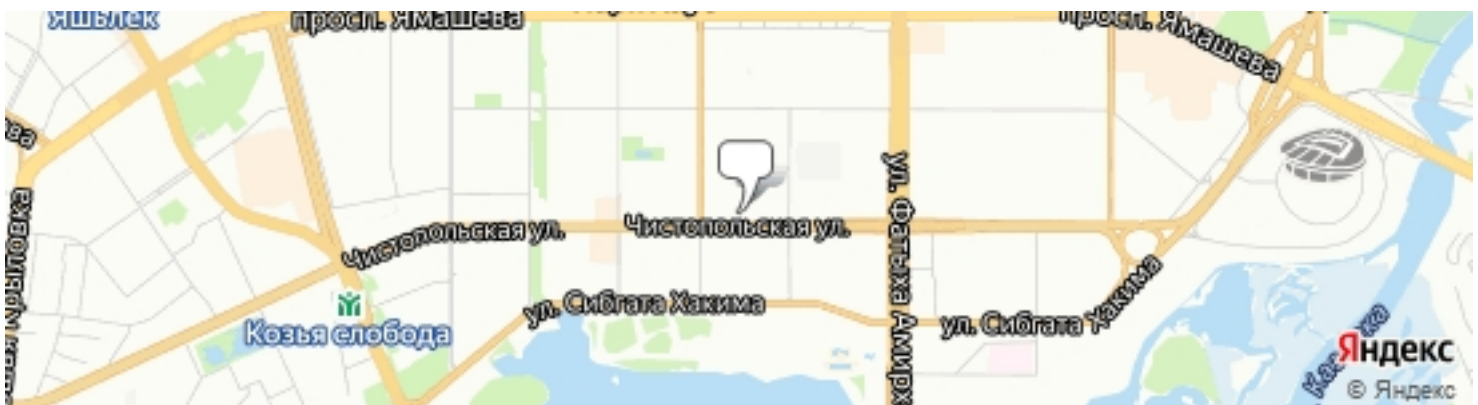 Яшьлек
просп. Ямашева
просп. Ямашева
Чистопольская ул.
Чистопольская ул.
ул. Фатыха Амирх
ул. Сибгата Хакима
ул. Сибгата Хакима
Козья слобода
Крыловка
Яндекс
© Яндекс